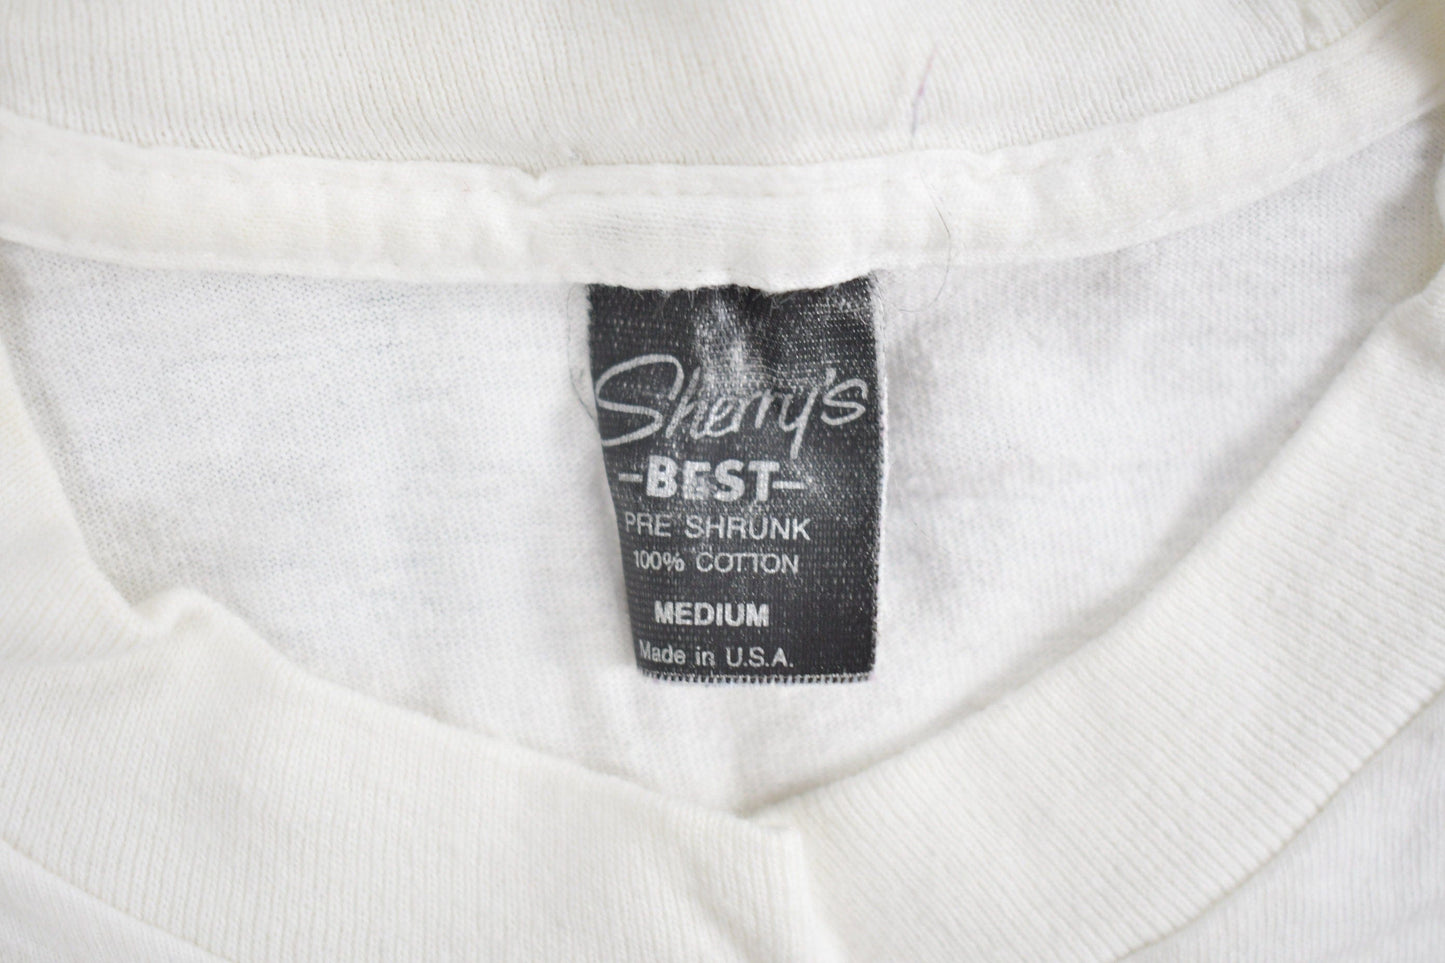 Sherry's
-BEST-
PRE SHRUNK
100% COTTON
MEDIUM
Made in U.S.A.